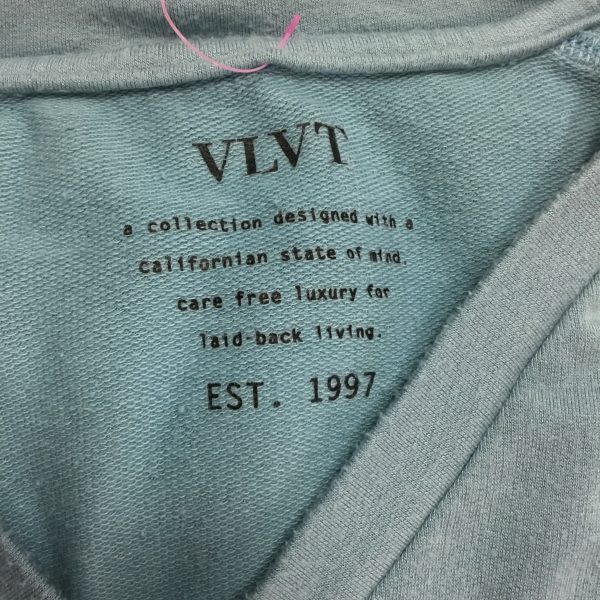 VLVT
a collection designed with a
californian state of mind.
care free luxury for
laid-back living.
EST. 1997